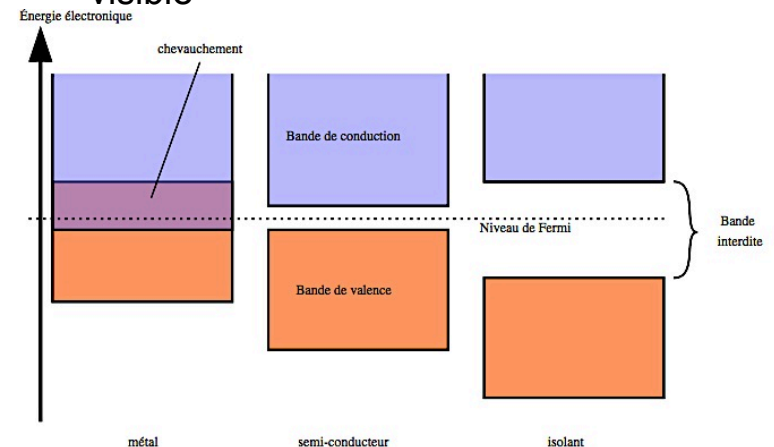 visible
Énergie électronique
chevauchement
Bande de conduction
Niveau de Fermi
Bande
interdite
Bande de valence
métal
semi-conducteur
isolant